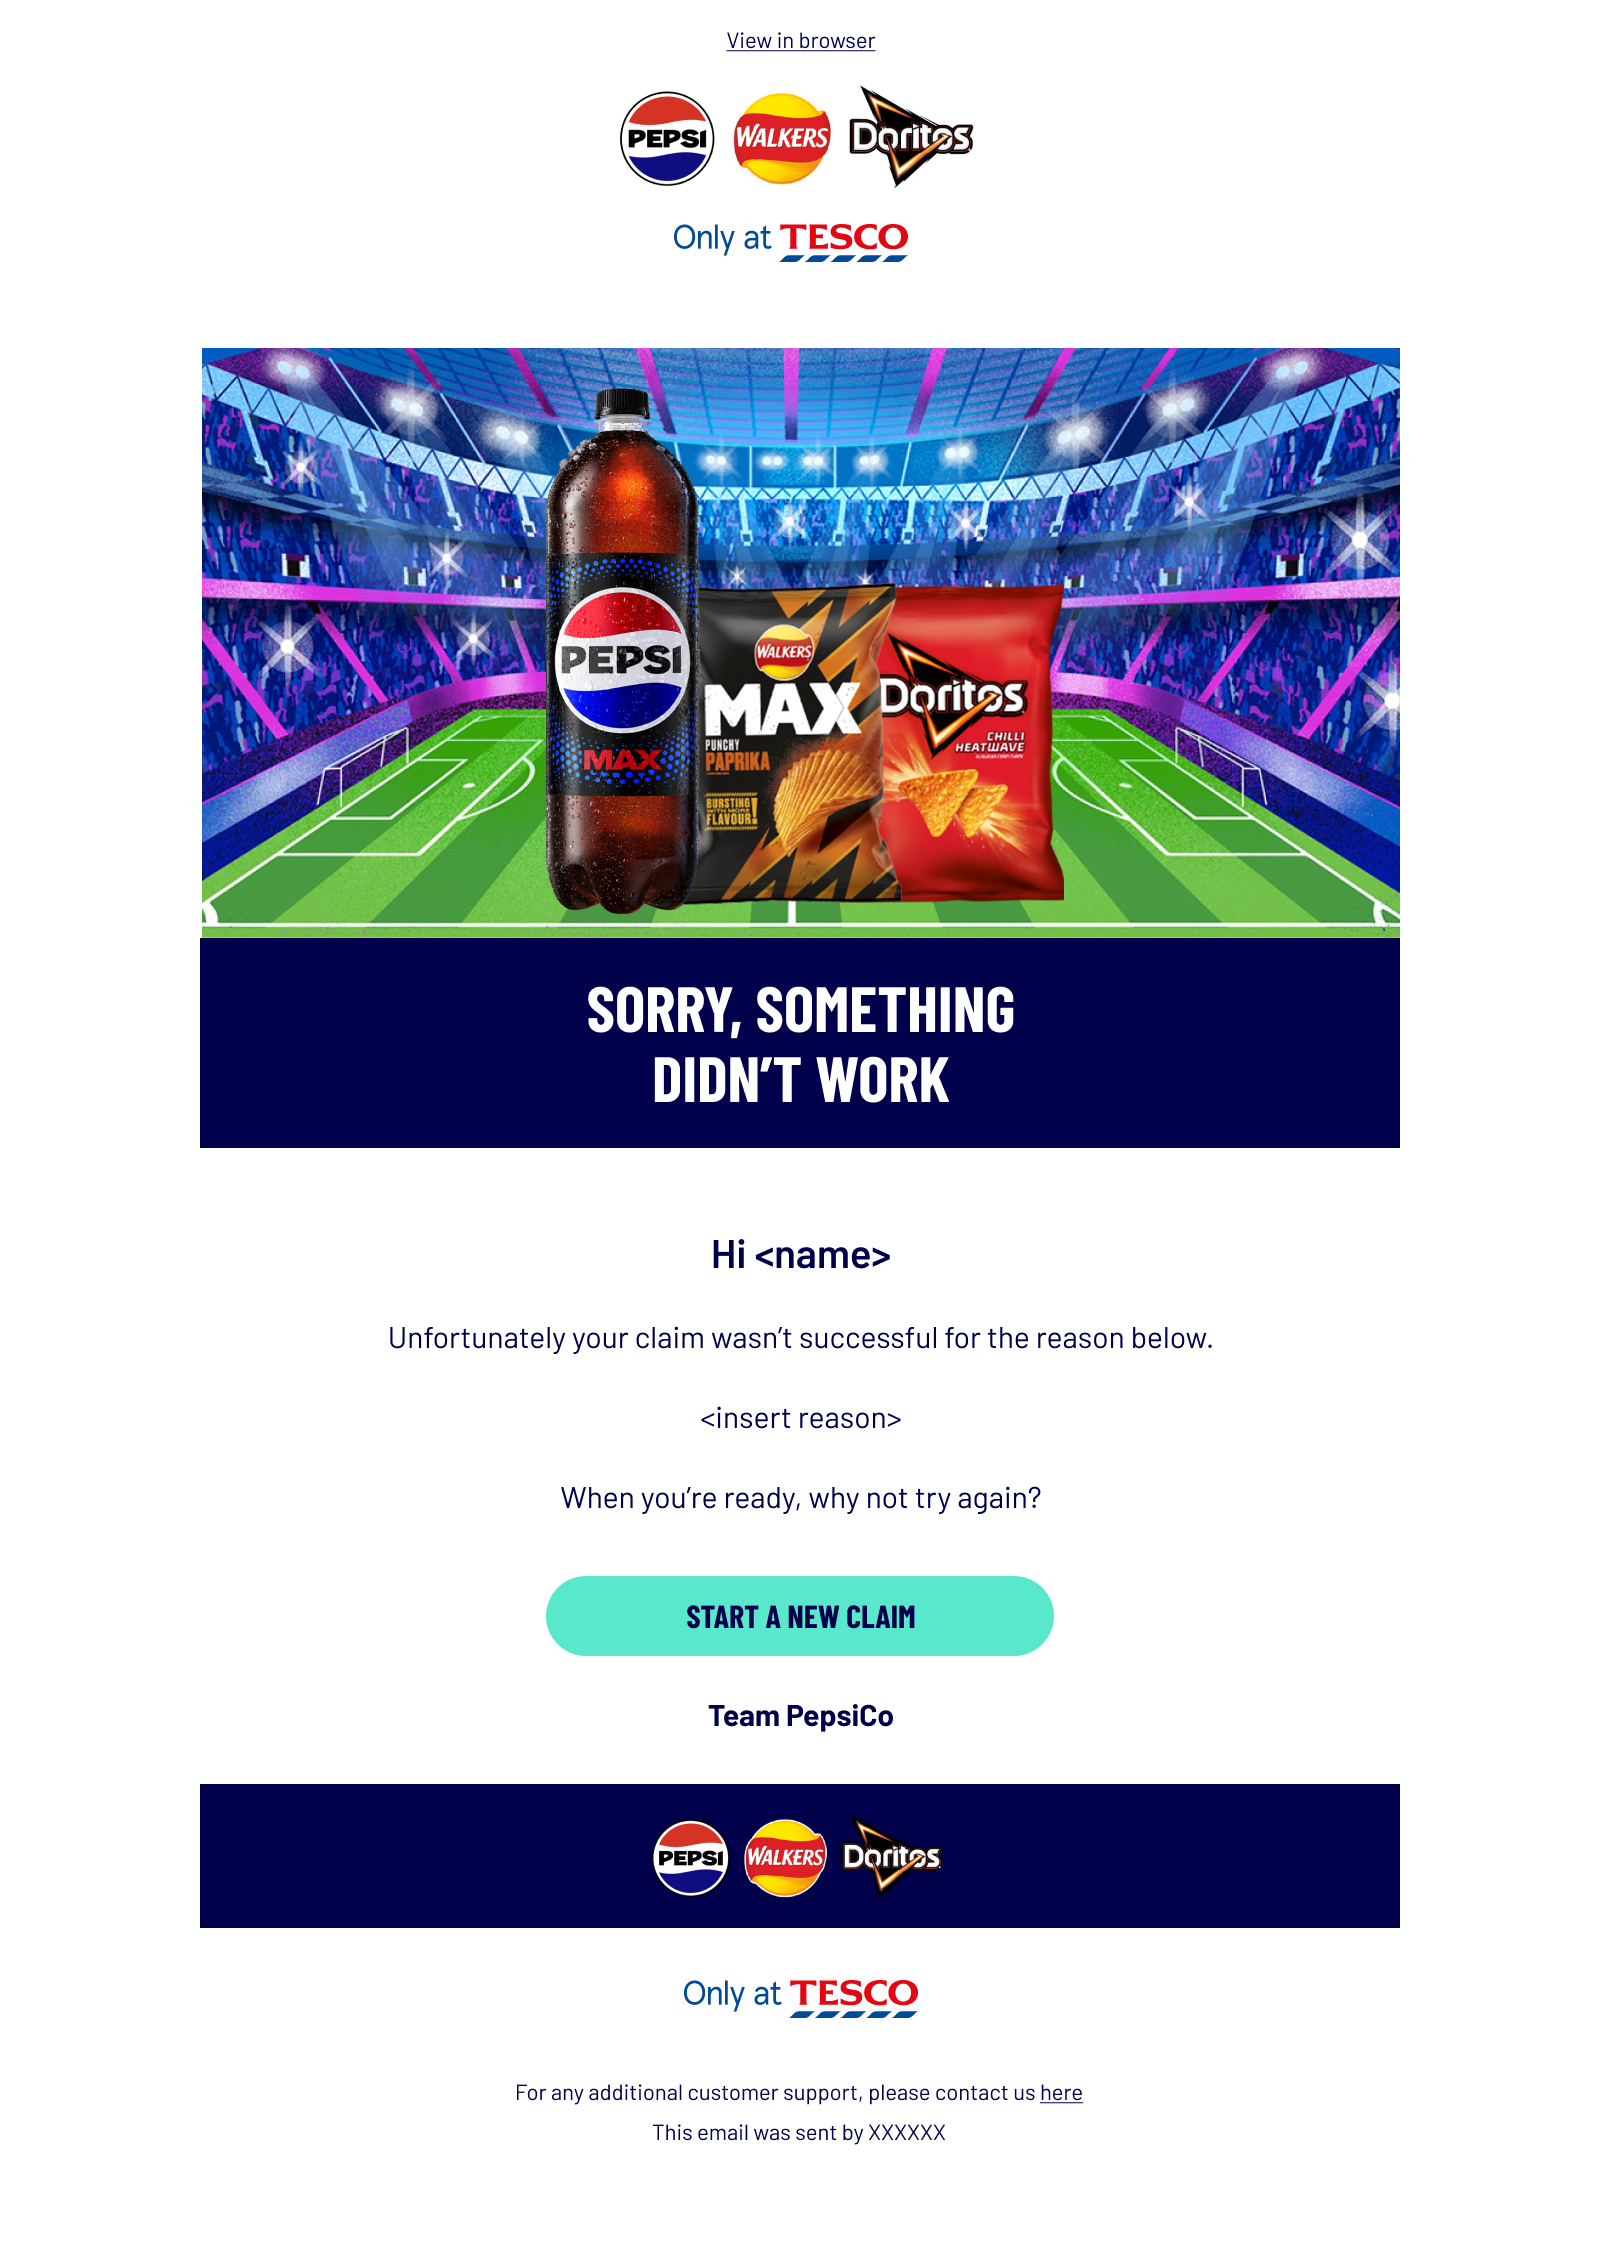 View in browser
PEPSI WALKERS Doritos
Only at TESCO
PEPSI
MAX
WALKERS
MAX
PUNCHY
PAPRIKA
BURSTING
WITH MORE
FLAVOUR!
Doritos
CHILLI
HEATWAVE
SORRY, SOMETHING
DIDN’T WORK
Hi <name>
Unfortunately your claim wasn’t successful for the reason below.
<insert reason>
When you’re ready, why not try again?
START A NEW CLAIM
Team PepsiCo
PEPSI WALKERS Doritos
Only at TESCO
For any additional customer support, please contact us here
This email was sent by XXXXXX